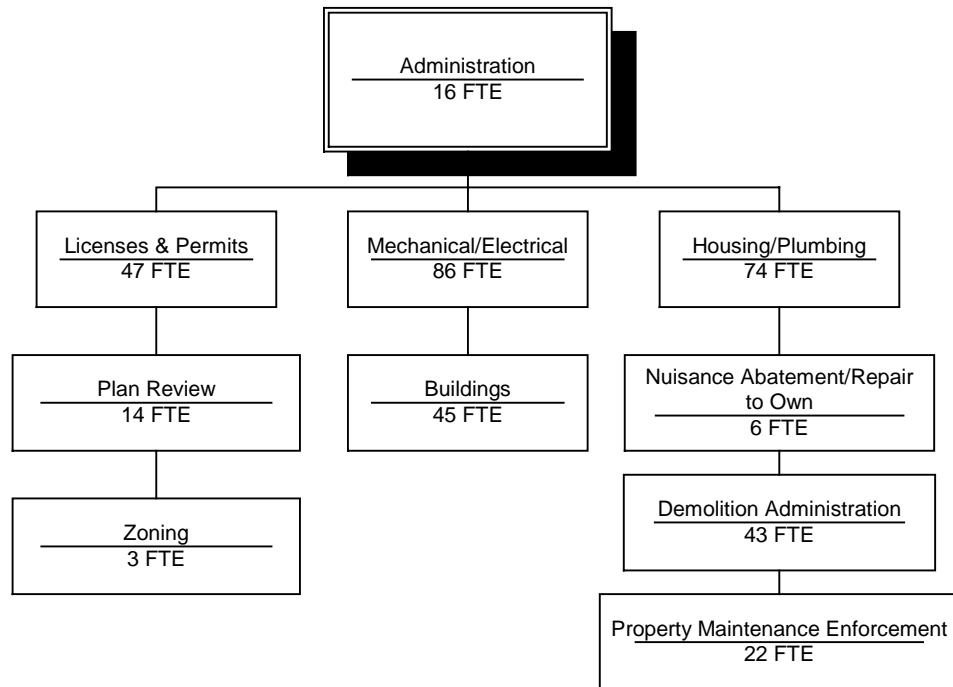 Administration
16 FTE
Licenses & Permits
47 FTE
Mechanical/Electrical
86 FTE
Housing/Plumbing
74 FTE
Plan Review
14 FTE
Buildings
45 FTE
Nuisance Abatement/Repair
to Own
6 FTE
Zoning
3 FTE
Demolition Administration
43 FTE
Property Maintenance Enforcement
22 FTE